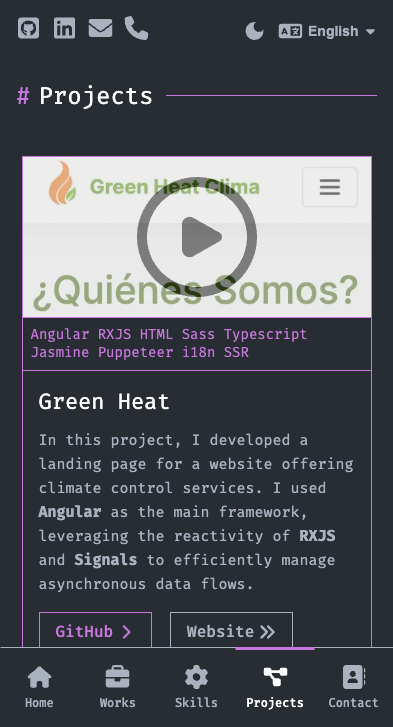 English
# Projects
Green Heat Clima
¿Quiénes Somos?
Angular RXJS HTML Sass Typescript
Jasmine Puppeteer i18n SSR
Green Heat
In this project, I developed a
landing page for a website offering
climate control services. I used
Angular as the main framework,
leveraging the reactivity of RXJS
and Signals to efficiently manage
asynchronous data flows.
GitHub Website
Home Works Skills Projects Contact